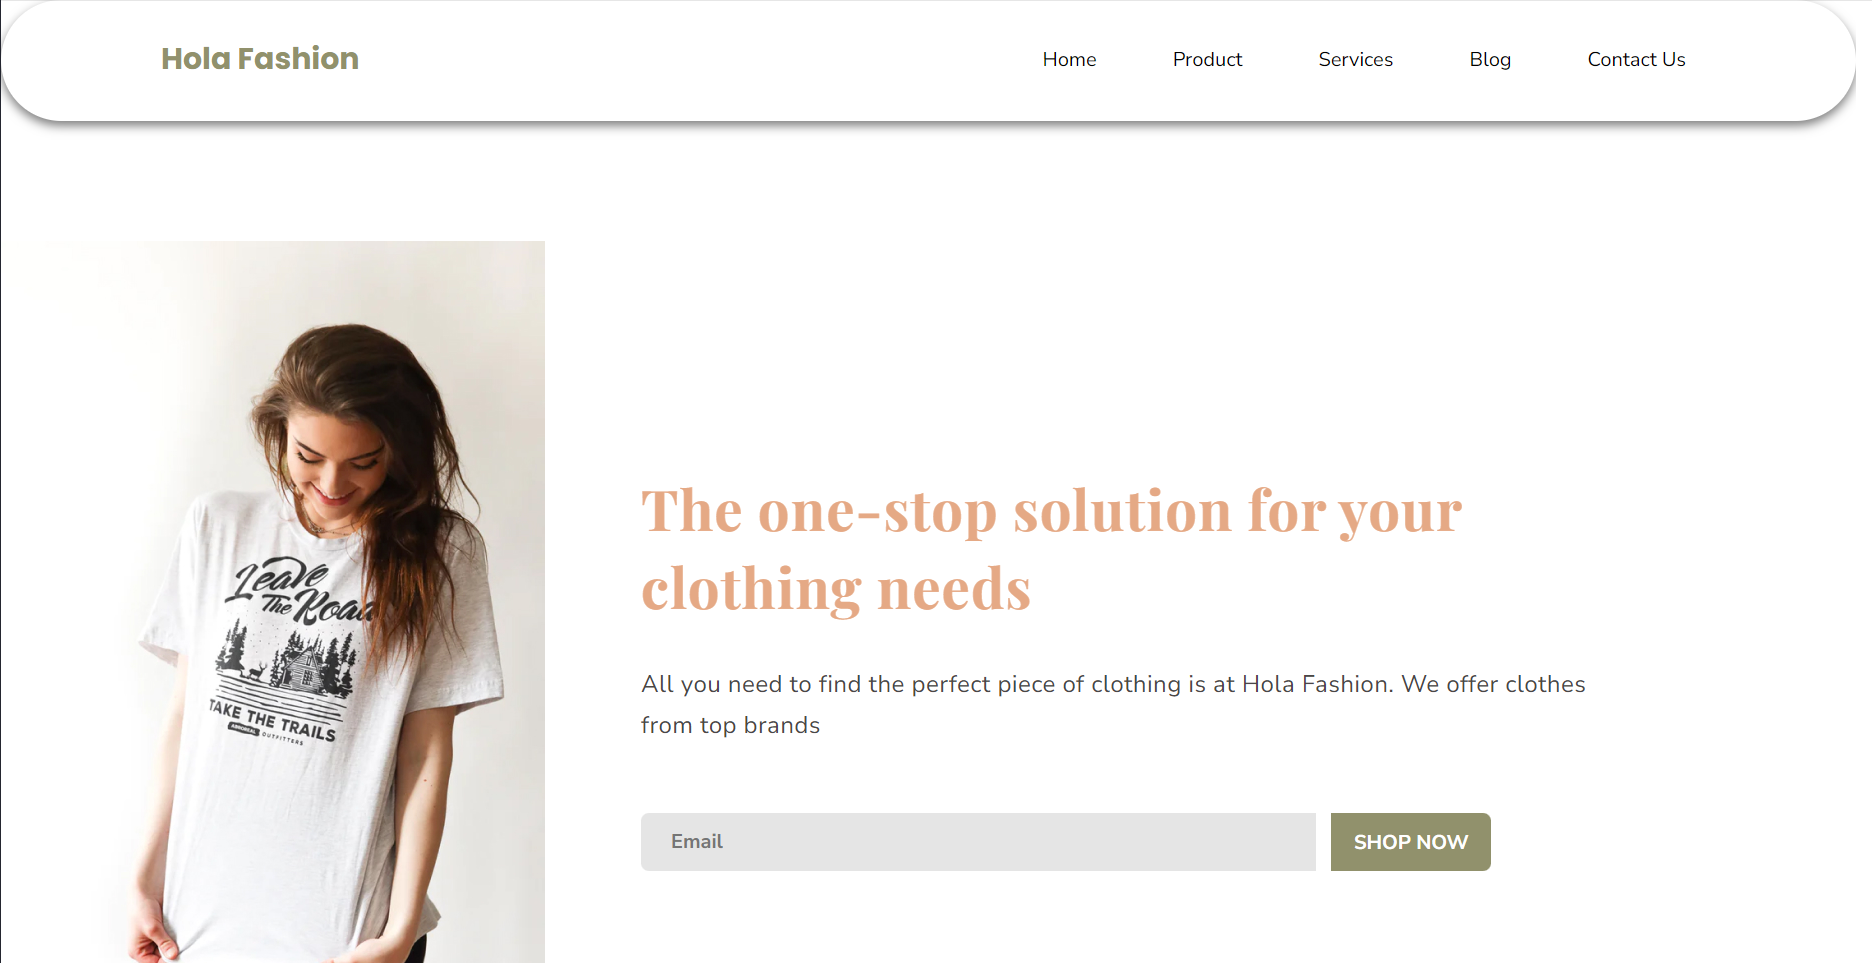 Hola Fashion
Home Product Services Blog Contact Us
Leave
The Road
TAKE THE TRAILS
OUTFITTERS
The one-stop solution for your
clothing needs
All you need to find the perfect piece of clothing is at Hola Fashion. We offer clothes
from top brands
Email SHOP NOW